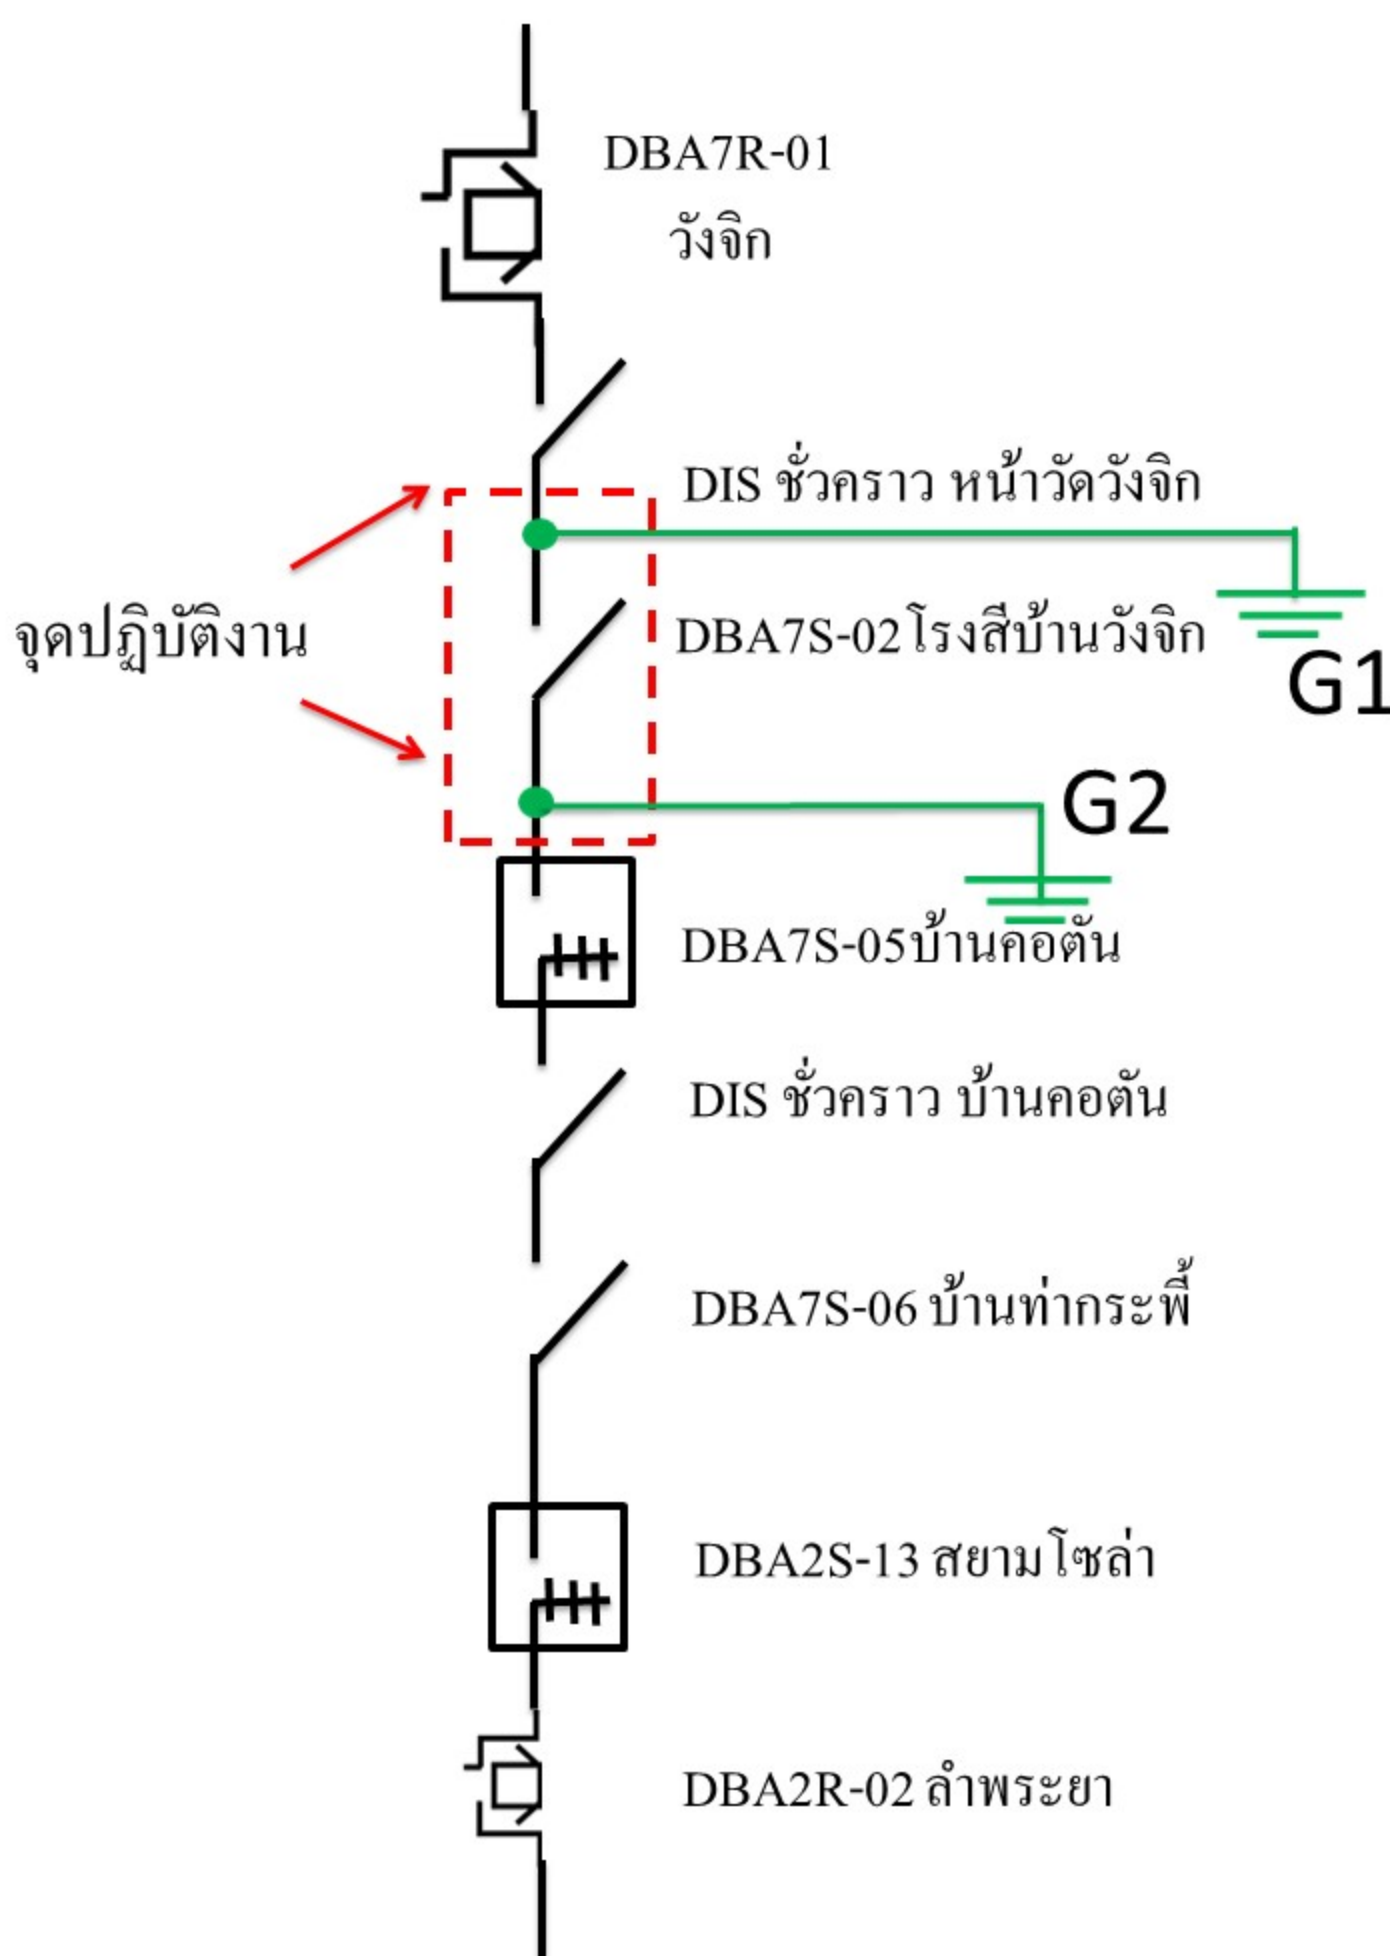 DBA7R-01
วังจิก
DIS ชั่วคราว หน้าวัดวังจิก
จุดปฏิบัติงาน
DBA7S-02โรงสีบ้านวังจิก
G1
G2
DBA7S-05บ้านคอตัน
DIS ชั่วคราว บ้านคอตัน
DBA7S-06 บ้านท่ากระพี้
DBA2S-13 สยามโซล่า
DBA2R-02 ลำพระยา